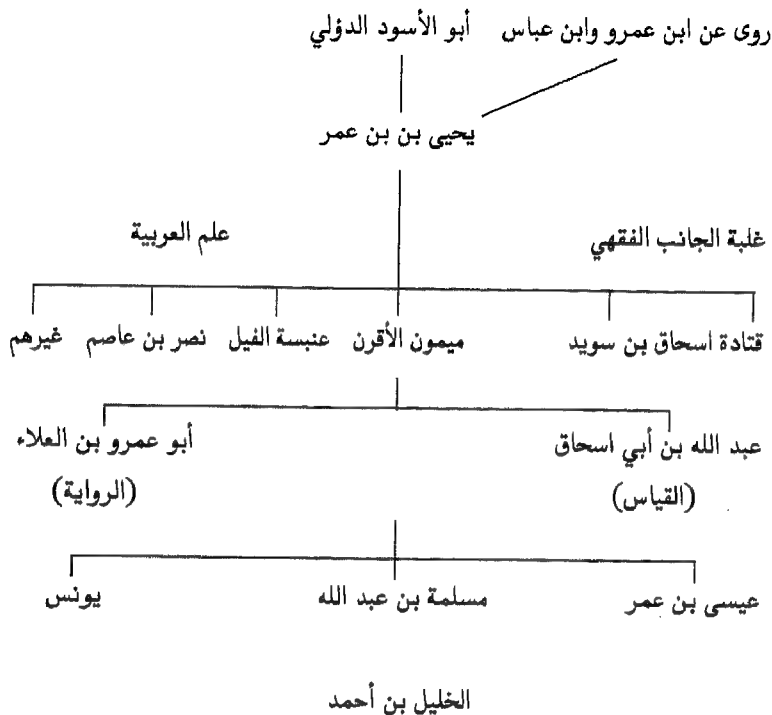 روى عن ابن عمرو وابن عباس أبو الأسود الدؤلي
يحيى بن بن عمر
غلبة الجانب الفقهي علم العربية
قتادة اسحاق بن سويد ميمون الأقرن عنبسة الفيل نصر بن عاصم غيرهم
عبد الله بن أبي اسحاق أبو عمرو بن العلاء
(القياس) (الرواية)
عيسى بن عمر مسلمة بن عبد الله يونس
الخليل بن أحمد